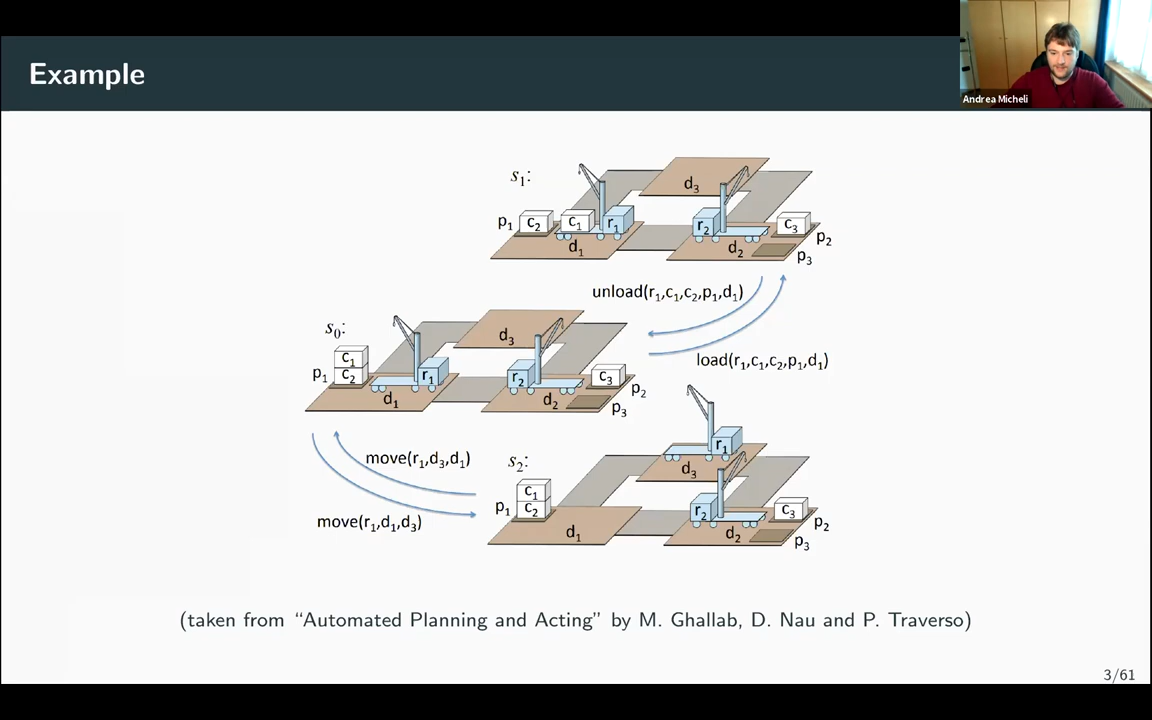 Example
Andrea Micheli
s1:
d3
p1 c2 c1 r1 r2 c3
d1 d2 p2
p3
unload(r1,c1,c2,p1,d1)
load(r1,c1,c2,p1,d1)
s0:
d3
c1
p1 c2 r1 r2 c3
d1 d2 p2
p3
move(r1,d3,d1)
move(r1,d1,d3)
s2:
r1
d3
c1
p1 c2 r2 c3
d1 d2 p2
p3
(taken from “Automated Planning and Acting” by M. Ghallab, D. Nau and P. Traverso)
3/61